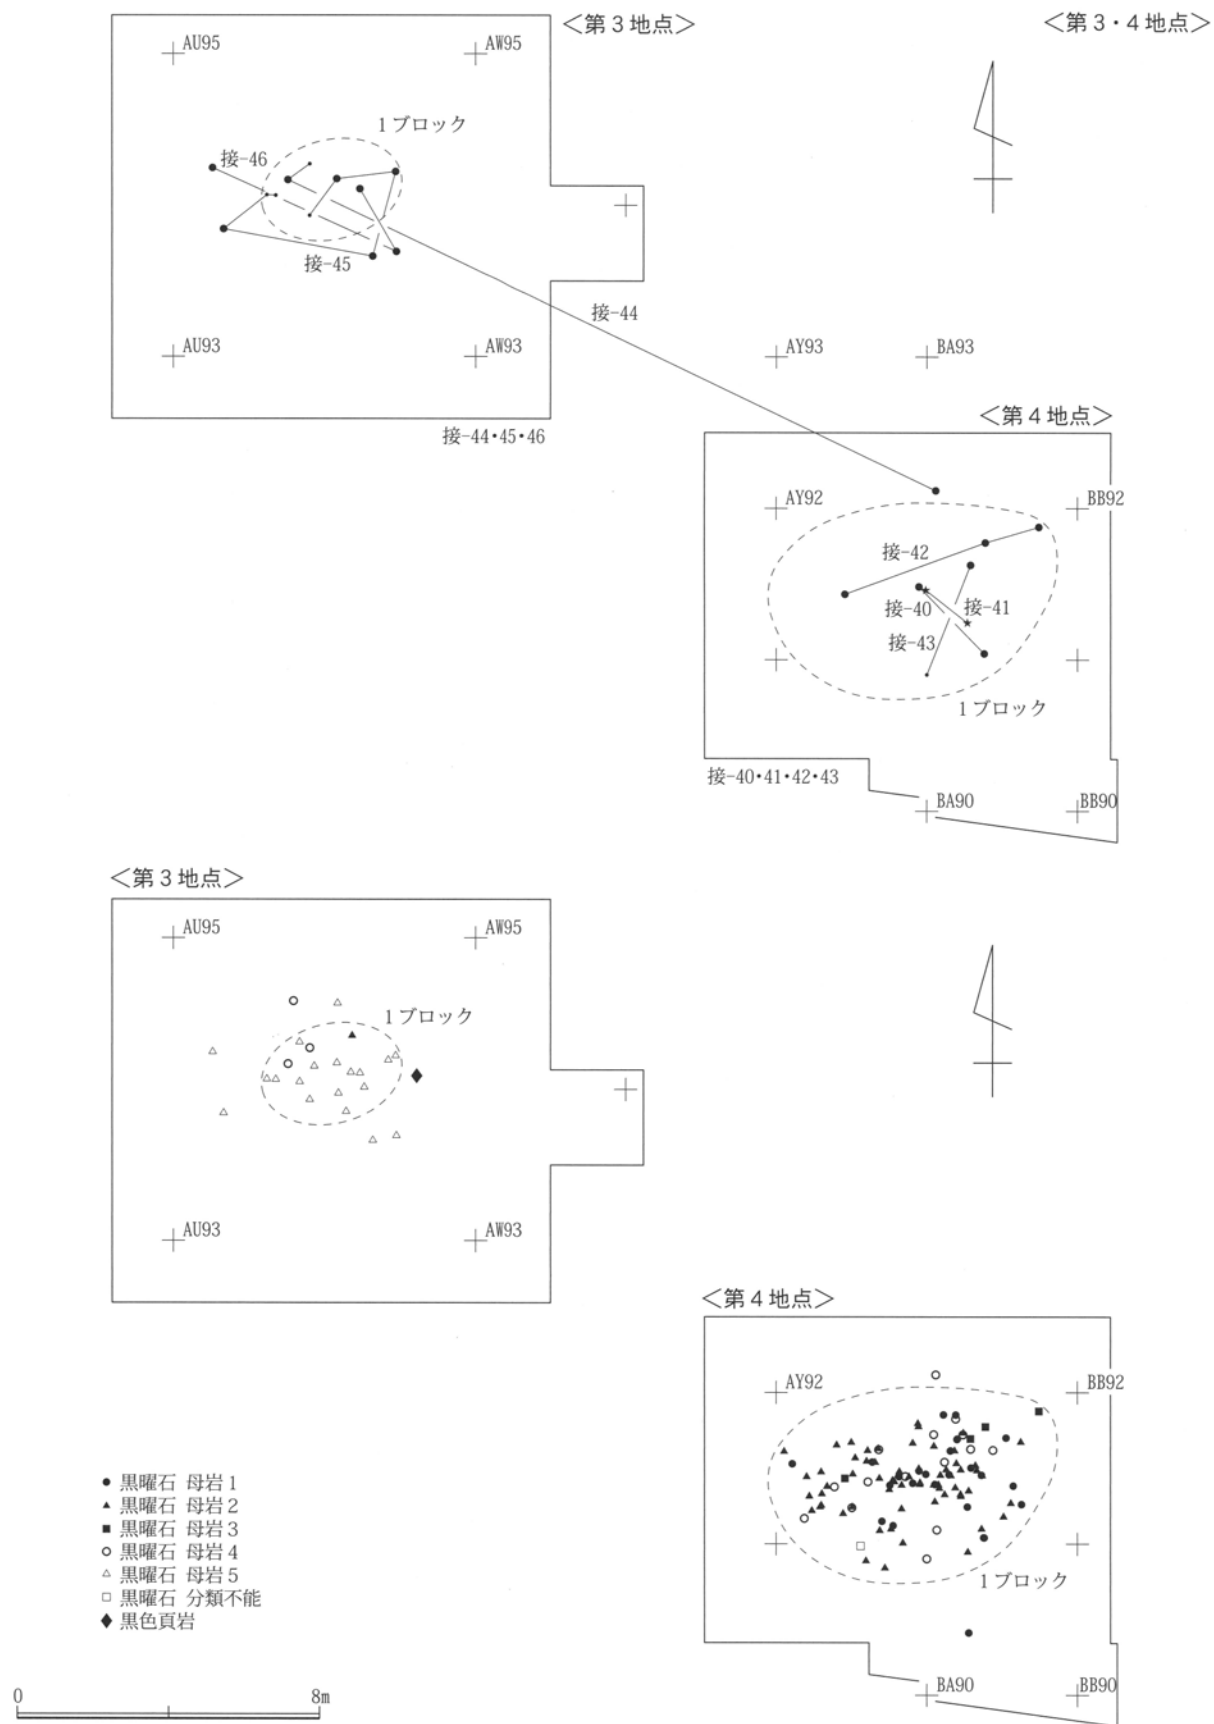 ＜第３地点＞
＜第３・４地点＞
AU95
AW95
１ブロック
接-46
接-45
接-44
AU93
AW93
AY93
BA93
接-44・45・46
＜第４地点＞
AY92
BB92
接-42
接-40
接-41
接-43
１ブロック
接-40・41・42・43
BA90
BB90
＜第３地点＞
AU95
AW95
１ブロック
AU93
AW93
＜第４地点＞
AY92
BB92
１ブロック
BA90
BB90
黒曜石 母岩１
黒曜石 母岩２
黒曜石 母岩３
黒曜石 母岩４
黒曜石 母岩５
黒曜石 分類不能
黒色頁岩
0
8m